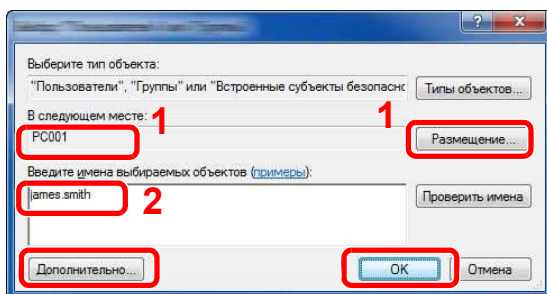 Выберите тип объекта:
"Пользователи", "Группы" или "Встроенные субъекты безопасно
Типы объектов...
В следующем месте:
1
1
PC001
Размещение...
Введите имена выбираемых объектов (примеры):
james.smith
2
Проверить имена
Дополнительно...
OK
Отмена